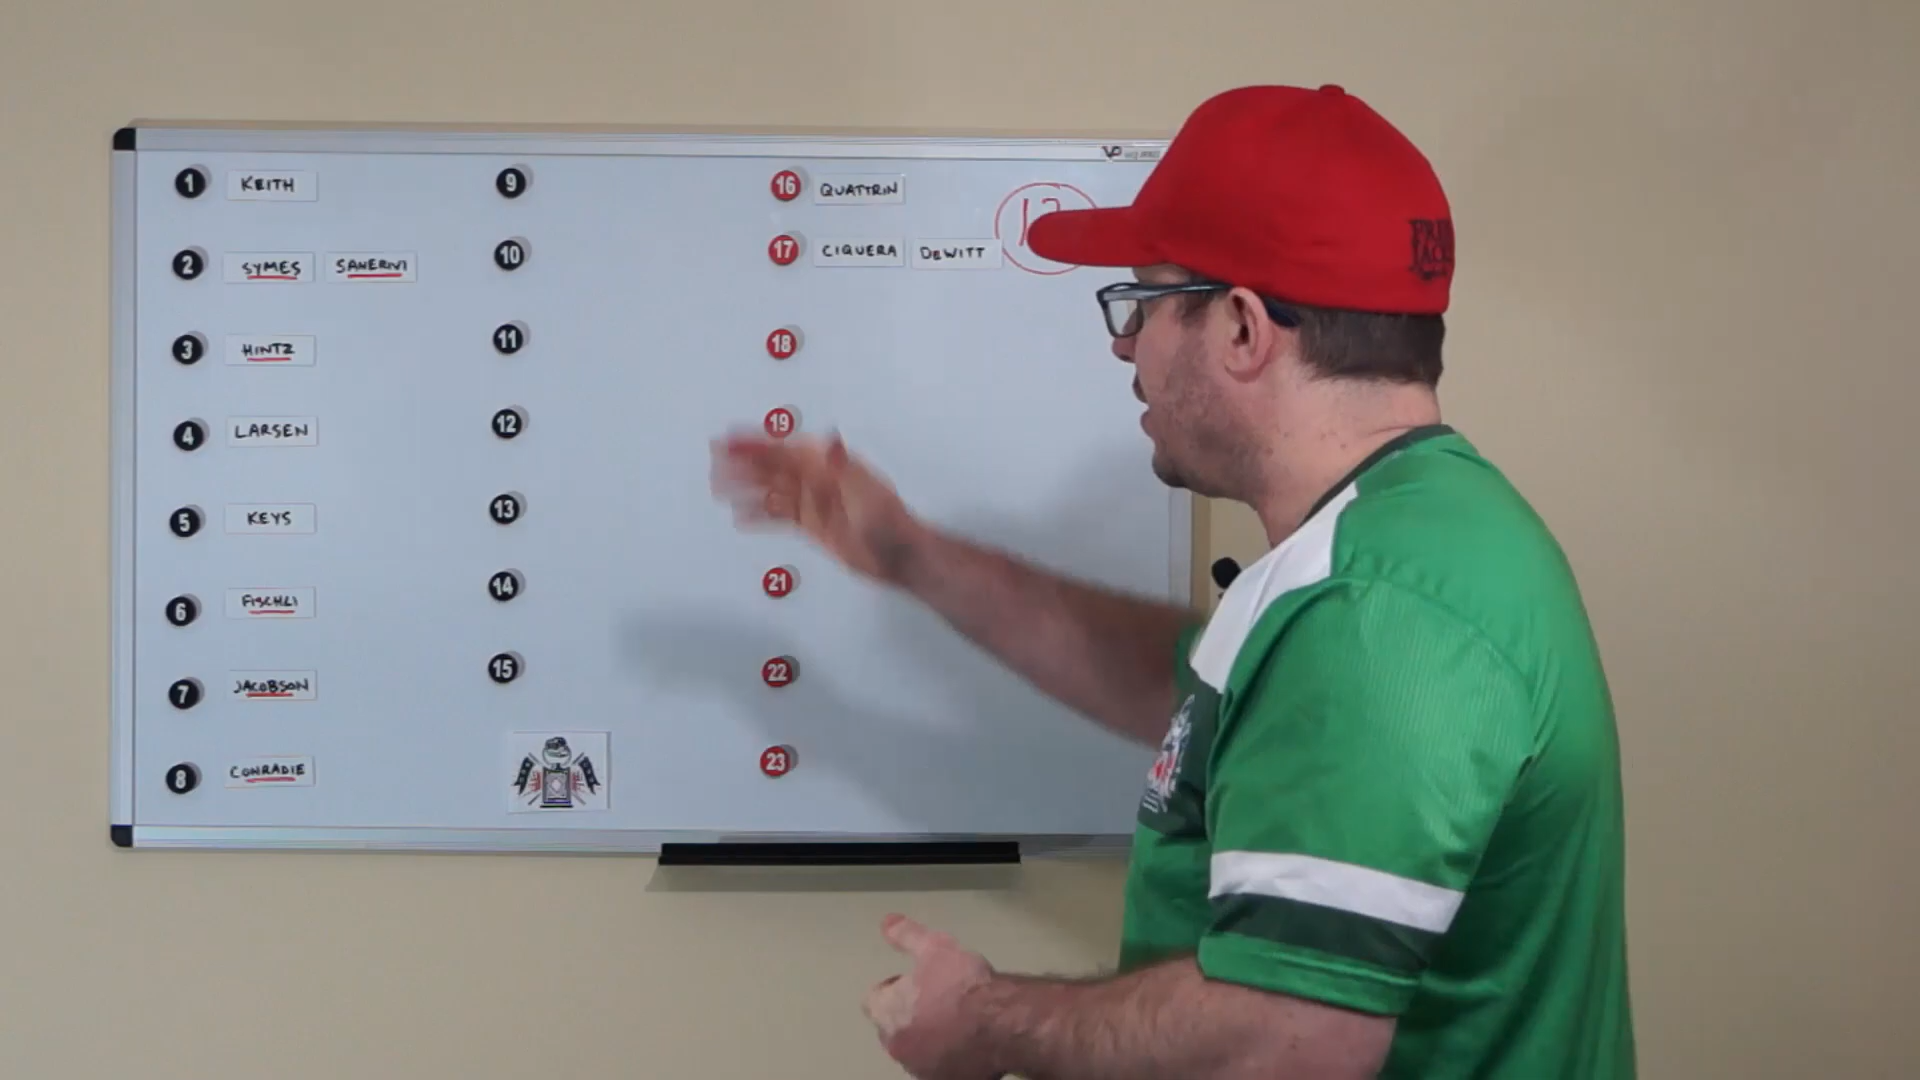 1 KEITH
2 SYMES SANERIVI
3 HINTZ
4 LARSEN
5 KEYS
6 FISCHLI
7 JACOBSON
8 CONRADIE
9
10
11
12
13
14
15
16 QUATTRIN
17 CIQUERA DEWITT
18
19
21
22
23